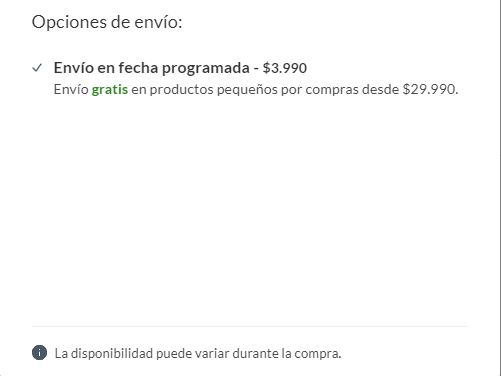 Opciones de envío:
Envío en fecha programada - $3.990
Envío gratis en productos pequeños por compras desde $29.990.
La disponibilidad puede variar durante la compra.